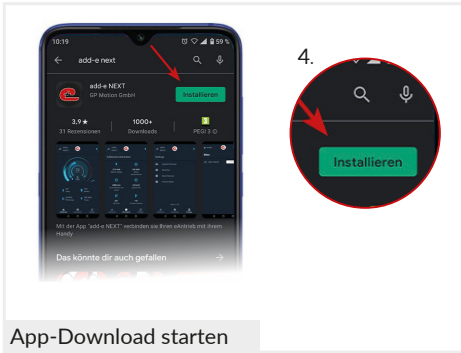 10:19
59 %
add-e next
add-e NEXT
GP Motion GmbH
Installieren
3,9 ★
1000+
3
31 Rezensionen
Downloads
PEGI 3
Mit der App "add-e NEXT" verbinden sie Ihren eAntrieb mit ihrem
Handy
Das könnte dir auch gefallen
4.
Installieren
App-Download starten